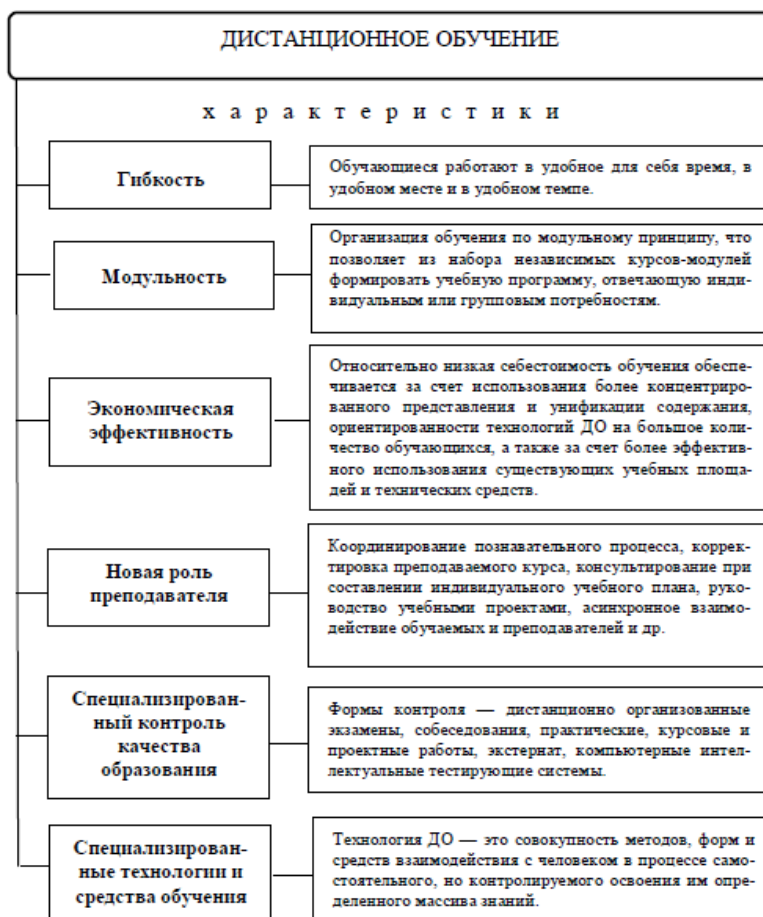 ДИСТАНЦИОННОЕ ОБУЧЕНИЕ
характеристики
Гибкость
Обучающиеся работают в удобное для себя время, в
удобном месте и в удобном темпе.
Модульность
Организация обучения по модульному принципу, что
позволяет из набора независимых курсов-модулей
формировать учебную программу, отвечающую инди-
видуальным или групповым потребностям.
Экономическая
эффективность
Относительно низкая себестоимость обучения обеспе-
чивается за счет использования более концентриро-
ванного представления и унификации содержания,
ориентированности технологий ДО на большое коли-
чество обучающихся, а также за счет более эффектив-
ного использования существующих учебных площа-
дей и технических средств.
Новая роль
преподавателя
Координирование познавательного процесса, коррек-
тировка преподаваемого курса, консультирование при
составлении индивидуального учебного плана, руко-
водство учебными проектами, асинхронное взаимо-
действие обучаемых и преподавателей и др.
Специализирован-
ный контроль
качества
образования
Формы контроля — дистанционно организованные
экзамены, собеседования, практические, курсовые и
проектные работы, экстернат, компьютерные интел-
лектуальные тестирующие системы.
Специализирован-
ные технологии и
средства обучения
Технология ДО — это совокупность методов, форм и
средств взаимодействия с человеком в процессе само-
стоятельного, но контролируемого освоения им опре-
деленного массива знаний.